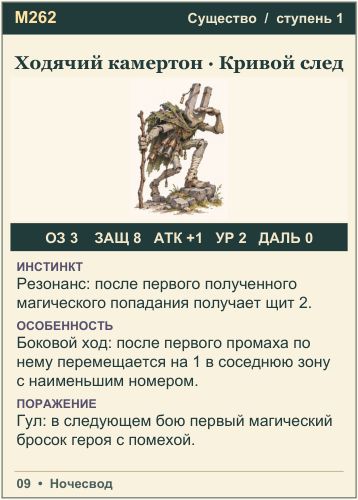 M262
Существо / ступень 1
Ходячий камертон · Кривой след
ОЗ 3 ЗАЩ 8 АТК +1 УР 2 ДАЛЬ 0
ИНСТИНКТ
Резонанс: после первого полученного
магического попадания получает щит 2.
ОСОБЕННОСТЬ
Боковой ход: после первого промаха по
нему перемещается на 1 в соседнюю зону
с наименьшим номером.
ПОРАЖЕНИЕ
Гул: в следующем бою первый магический
бросок героя с помехой.
09 • Ночесвод